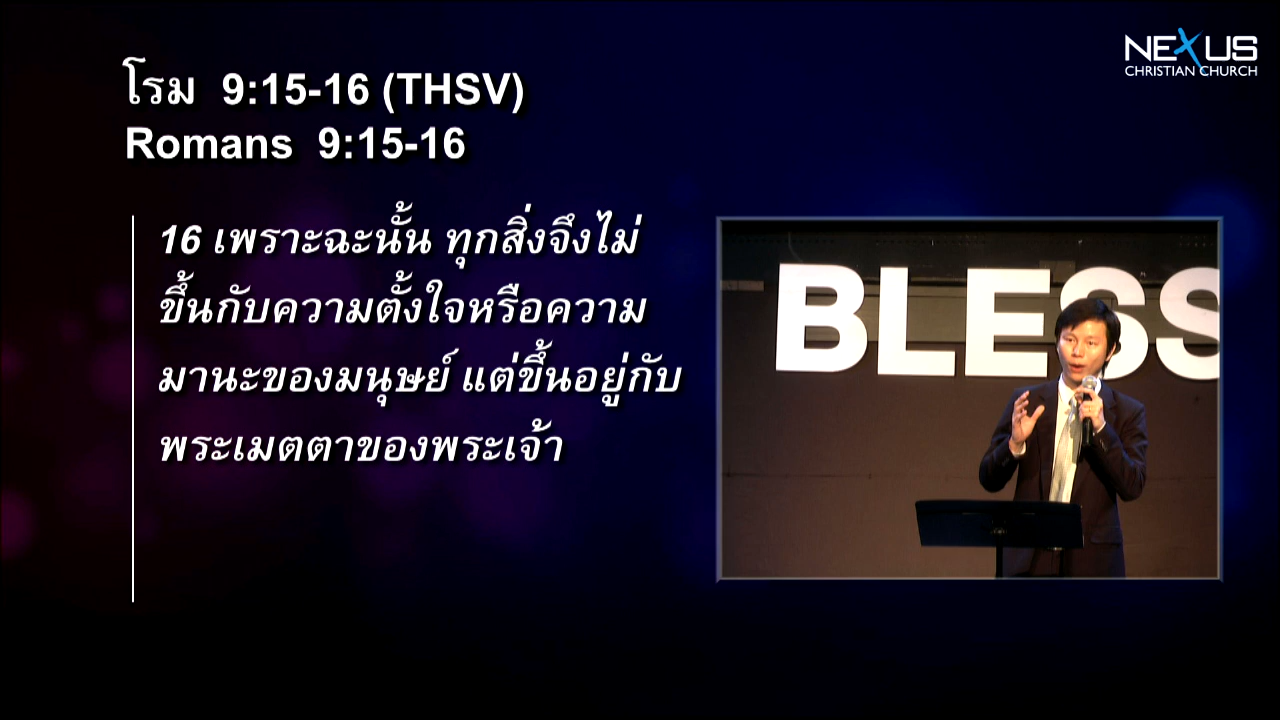 NEXUS
CHRISTIAN CHURCH
โรม 9:15-16 (THSV)
Romans 9:15-16
16 เพราะฉะนั้น ทุกสิ่งจึงไม่
ขึ้นกับความตั้งใจหรือความ
มานะของมนุษย์ แต่ขึ้นอยู่กับ
พระเมตตาของพระเจ้า
BLESS